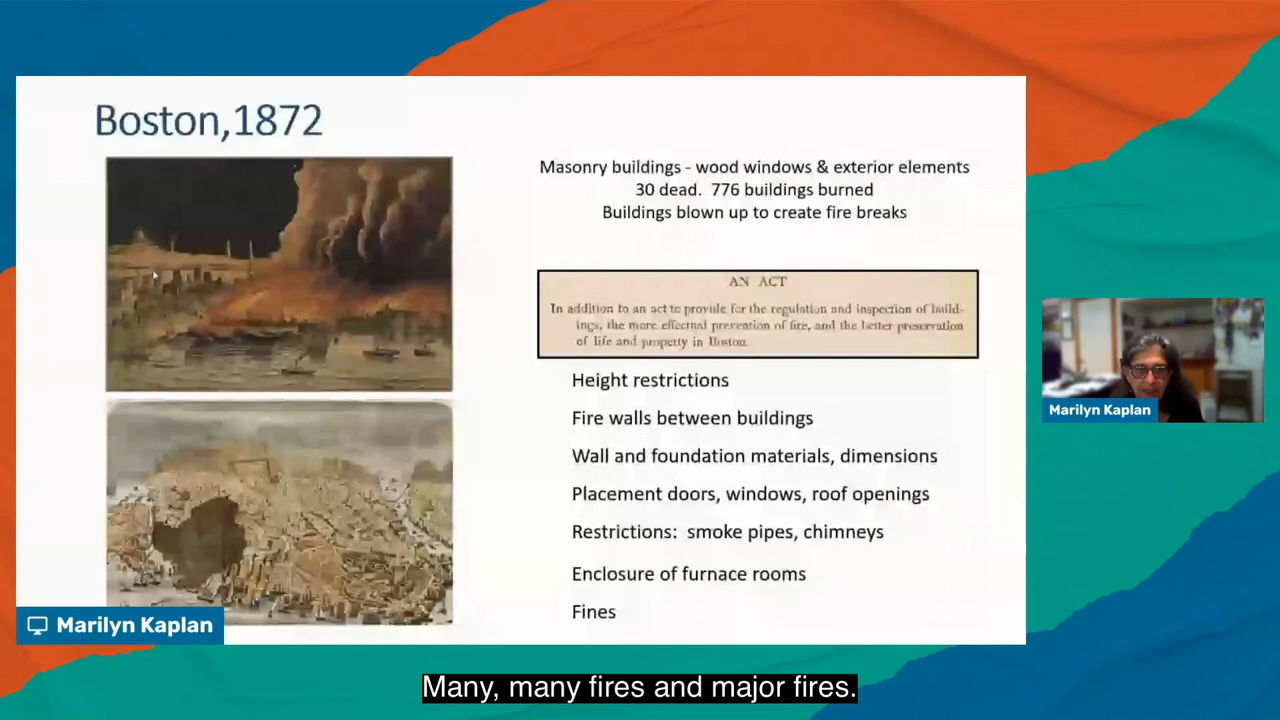 Boston,1872
Masonry buildings - wood windows & exterior elements
30 dead.  776 buildings burned
Buildings blown up to create fire breaks
AN ACT
In addition to an act to provide for the regulation and inspection of build-
ings, the more effectual prevention of fire, and the better preservation
of life and property in Boston.
Height restrictions
Fire walls between buildings
Wall and foundation materials, dimensions
Placement doors, windows, roof openings
Restrictions:  smoke pipes, chimneys
Enclosure of furnace rooms
Fines
Marilyn Kaplan
Marilyn Kaplan
Many, many fires and major fires.